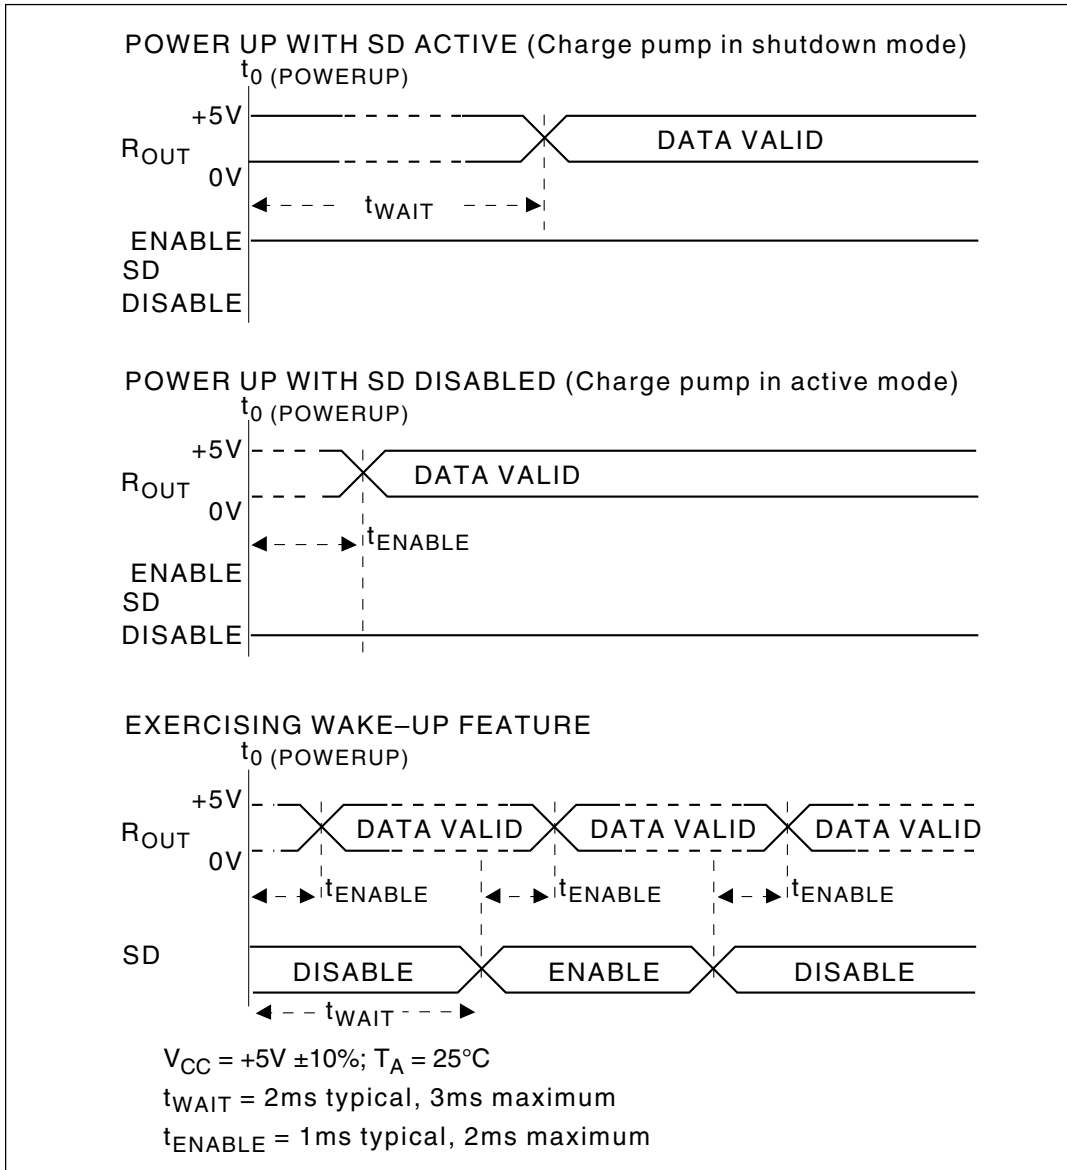 POWER UP WITH SD ACTIVE (Charge pump in shutdown mode)
t0 (POWERUP)
+5V
ROUT
DATA VALID
0V
tWAIT
ENABLE
SD
DISABLE
POWER UP WITH SD DISABLED (Charge pump in active mode)
t0 (POWERUP)
+5V
ROUT
DATA VALID
0V
tENABLE
ENABLE
SD
DISABLE
EXERCISING WAKE–UP FEATURE
t0 (POWERUP)
+5V
ROUT
DATA VALID DATA VALID DATA VALID
0V
tENABLE tENABLE tENABLE
SD
DISABLE ENABLE DISABLE
tWAIT
VCC = +5V ±10%; TA = 25°C
tWAIT = 2ms typical, 3ms maximum
tENABLE = 1ms typical, 2ms maximum